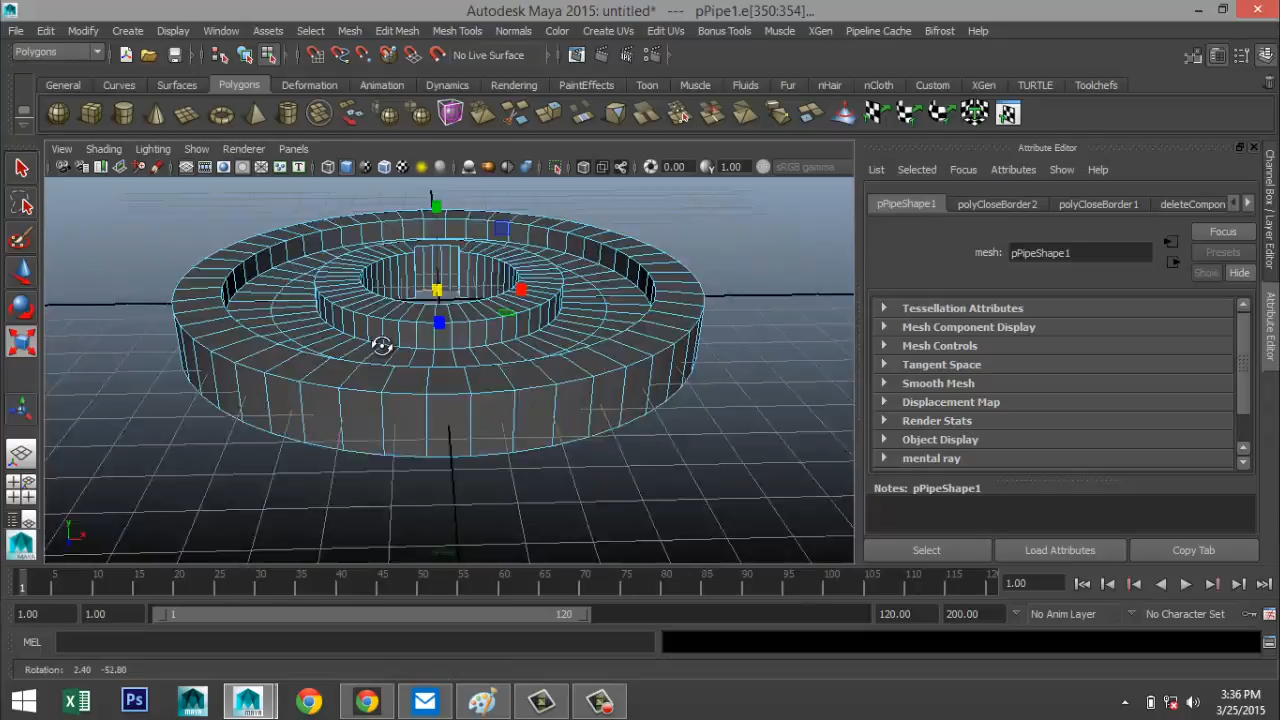 Autodesk Maya 2015: untitled* --- pPipe1.e[350:354]...
File Edit Modify Create Display Window Assets Select Mesh Edit Mesh Mesh Tools Normals Color Create UVs Edit UVs Bonus Tools Muscle XGen Pipeline Cache Bifrost Help
Polygons No Live Surface
General Curves Surfaces Polygons Deformation Animation Dynamics Rendering PaintEffects Toon Muscle Fluids Fur nHair nCloth Custom XGen TURTLE Toolchefs
View Shading Lighting Show Renderer Panels
Attribute Editor
0.00 1.00 sRGB gamma
List Selected Focus Attributes Show Help
pPipeShape1 polyCloseBorder2 polyCloseBorder1 deleteCompon
Focus
mesh: pPipeShape1
Presets
Show Hide
Channel Box / Layer Editor
Attribute Editor
Tessellation Attributes
Mesh Component Display
Mesh Controls
Tangent Space
Smooth Mesh
Displacement Map
Render Stats
Object Display
mental ray
Notes: pPipeShape1
Select Load Attributes Copy Tab
1 5 10 15 20 25 30 35 40 45 50 55 60 65 70 75 80 85 90 95 100 105 110 115 120 1.00
1.00 1.00 1 120 120.00 200.00 No Anim Layer No Character Set
MEL
Rotation: 2.40 -52.80
3:36 PM
3/25/2015